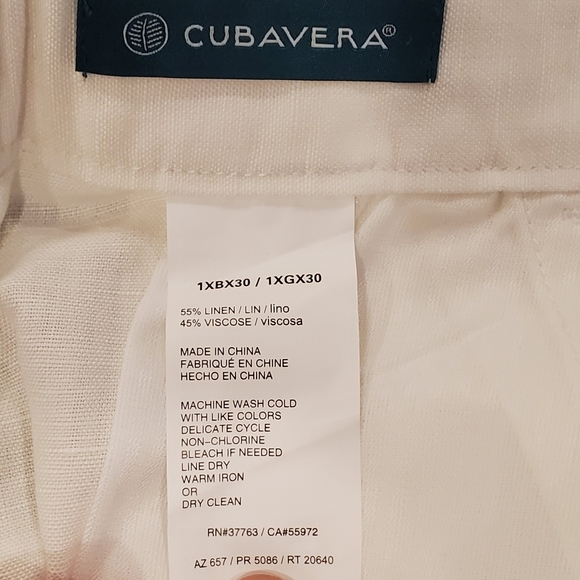 CUBAVERA®
1XBX30 / 1XGX30
55% LINEN / LIN / lino
45% VISCOSE / viscosa
MADE IN CHINA
FABRIQUÉ EN CHINE
HECHO EN CHINA
MACHINE WASH COLD
WITH LIKE COLORS
DELICATE CYCLE
NON-CHLORINE
BLEACH IF NEEDED
LINE DRY
WARM IRON
OR
DRY CLEAN
RN#37763 / CA#55972
AZ 657 / PR 5086 / RT 20640